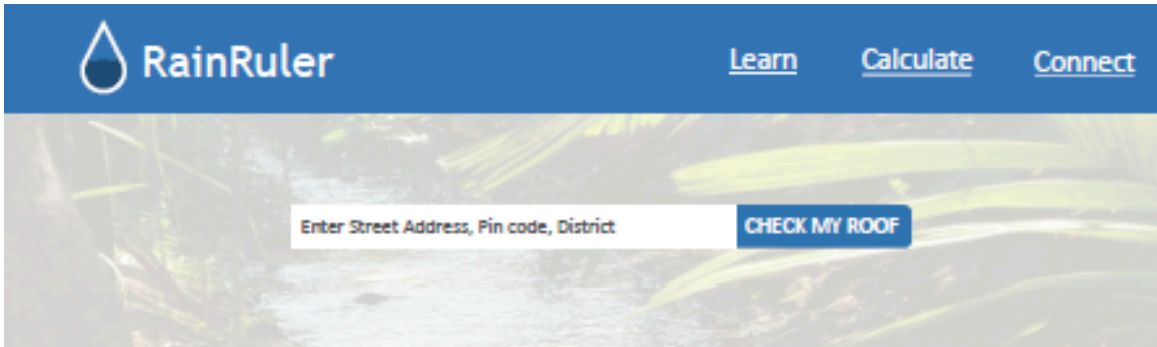 RainRuler
Learn Calculate Connect
Enter Street Address, Pin code, District CHECK MY ROOF